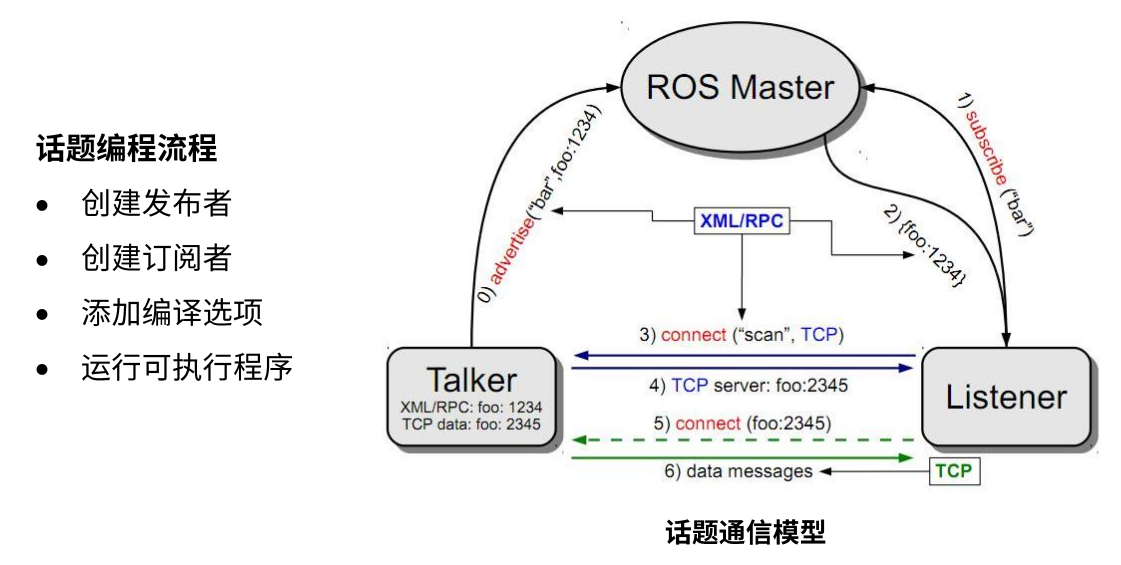 话题编程流程
• 创建发布者
• 创建订阅者
• 添加编译选项
• 运行可执行程序
ROS Master
0) advertise(“bar”,foo:1234)
1) subscribe (“bar”)
XML/RPC
2) {foo:1234}
3) connect (“scan”, TCP)
4) TCP server: foo:2345
Talker
XML/RPC: foo: 1234
TCP data: foo: 2345
Listener
5) connect (foo:2345)
6) data messages
TCP
话题通信模型